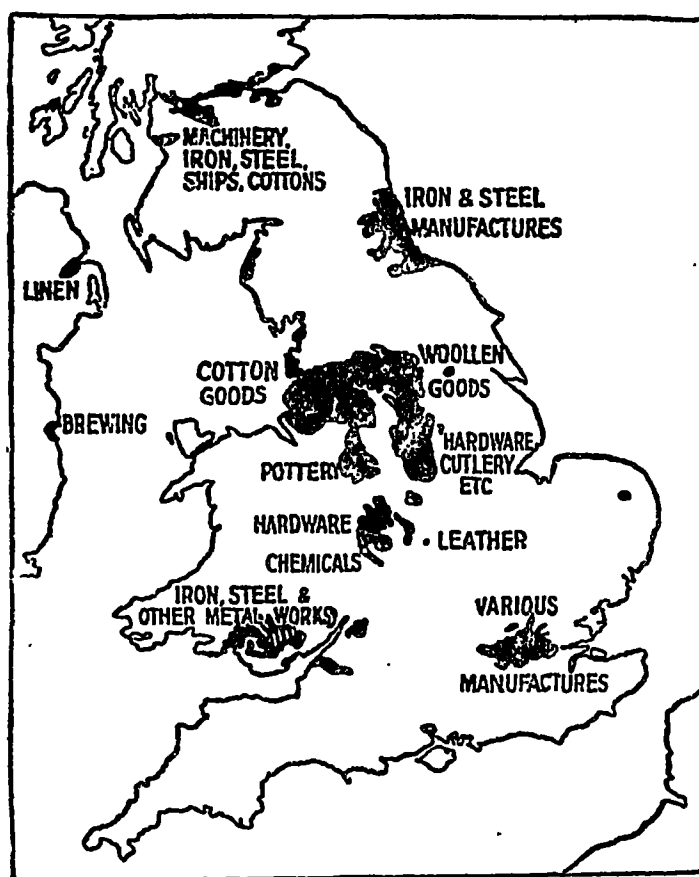 MACHINERY,
IRON, STEEL,
SHIPS, COTTONS
IRON & STEEL
MANUFACTURES
LINEN
COTTON
GOODS
WOOLLEN
GOODS
BREWING
POTTERY
HARDWARE,
CUTLERY
ETC
HARDWARE
CHEMICALS
LEATHER
IRON, STEEL &
OTHER METAL WORKS
VARIOUS
MANUFACTURES